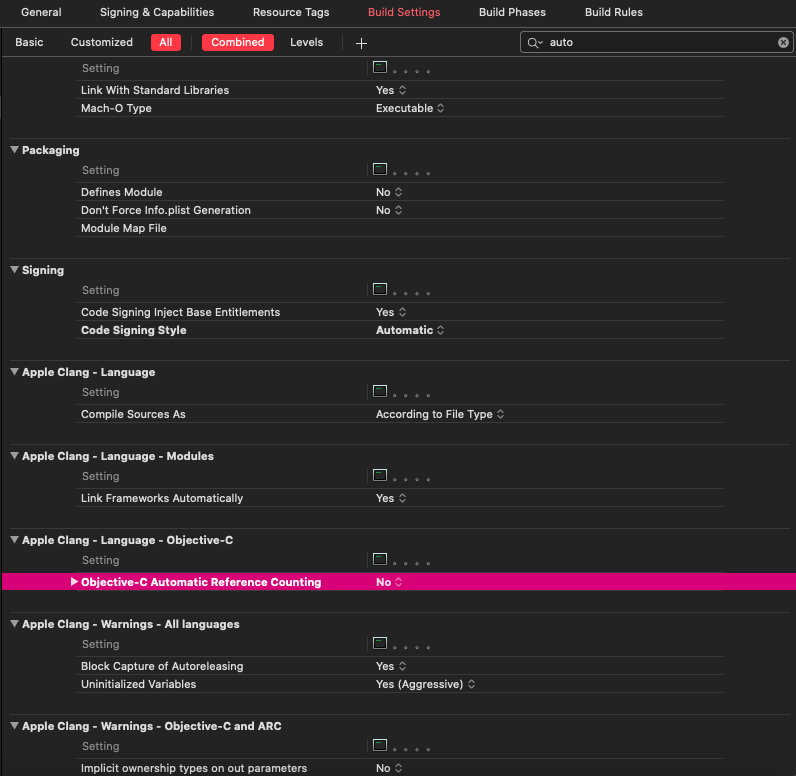 General Signing & Capabilities Resource Tags Build Settings Build Phases Build Rules
Basic Customized All Combined Levels + auto
Setting
Link With Standard Libraries Yes
Mach-O Type Executable
Packaging
Setting
Defines Module No
Don't Force Info.plist Generation No
Module Map File
Signing
Setting
Code Signing Inject Base Entitlements Yes
Code Signing Style Automatic
Apple Clang - Language
Setting
Compile Sources As According to File Type
Apple Clang - Language - Modules
Setting
Link Frameworks Automatically Yes
Apple Clang - Language - Objective-C
Setting
Objective-C Automatic Reference Counting No
Apple Clang - Warnings - All languages
Setting
Block Capture of Autoreleasing Yes
Uninitialized Variables Yes (Aggressive)
Apple Clang - Warnings - Objective-C and ARC
Setting
Implicit ownership types on out parameters No